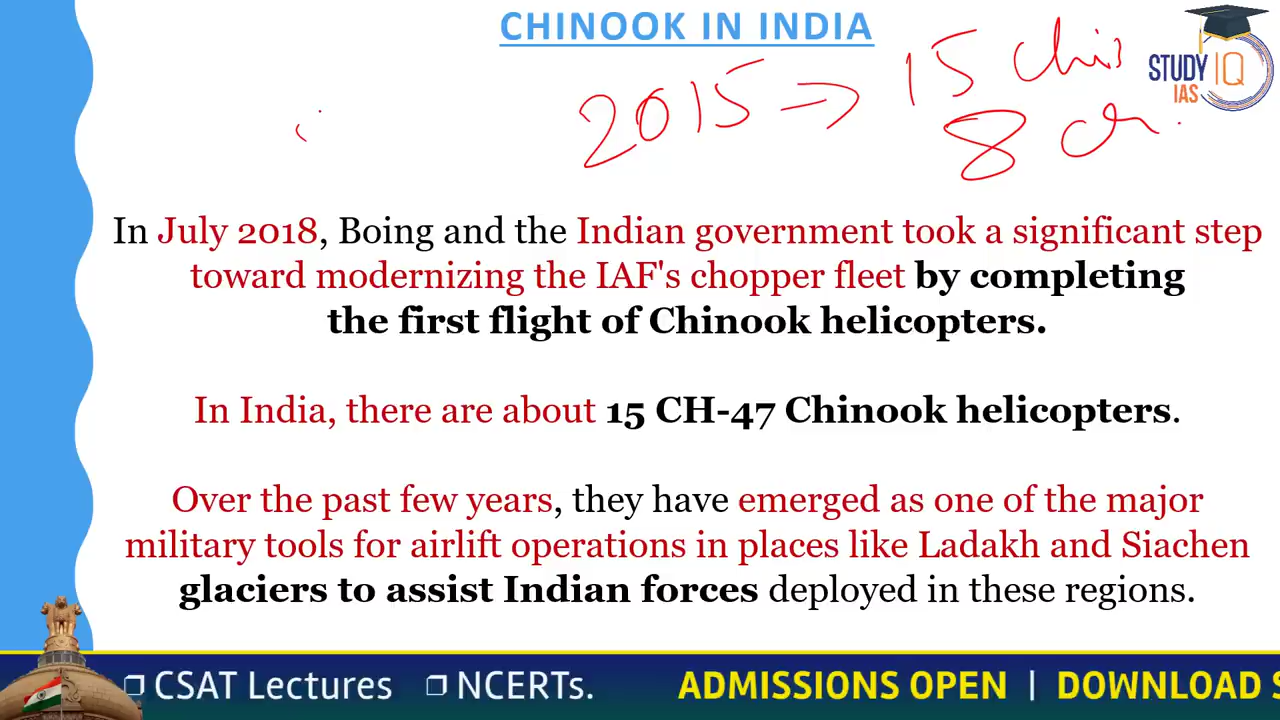 CHINOOK IN INDIA
STUDY IQ
IAS
2015 → 15 chi
8 ch
In July 2018, Boing and the Indian government took a significant step
toward modernizing the IAF's chopper fleet by completing
the first flight of Chinook helicopters.
In India, there are about 15 CH-47 Chinook helicopters.
Over the past few years, they have emerged as one of the major
military tools for airlift operations in places like Ladakh and Siachen
glaciers to assist Indian forces deployed in these regions.
❐ CSAT Lectures ❐ NCERTs. ADMISSIONS OPEN | DOWNLOAD S